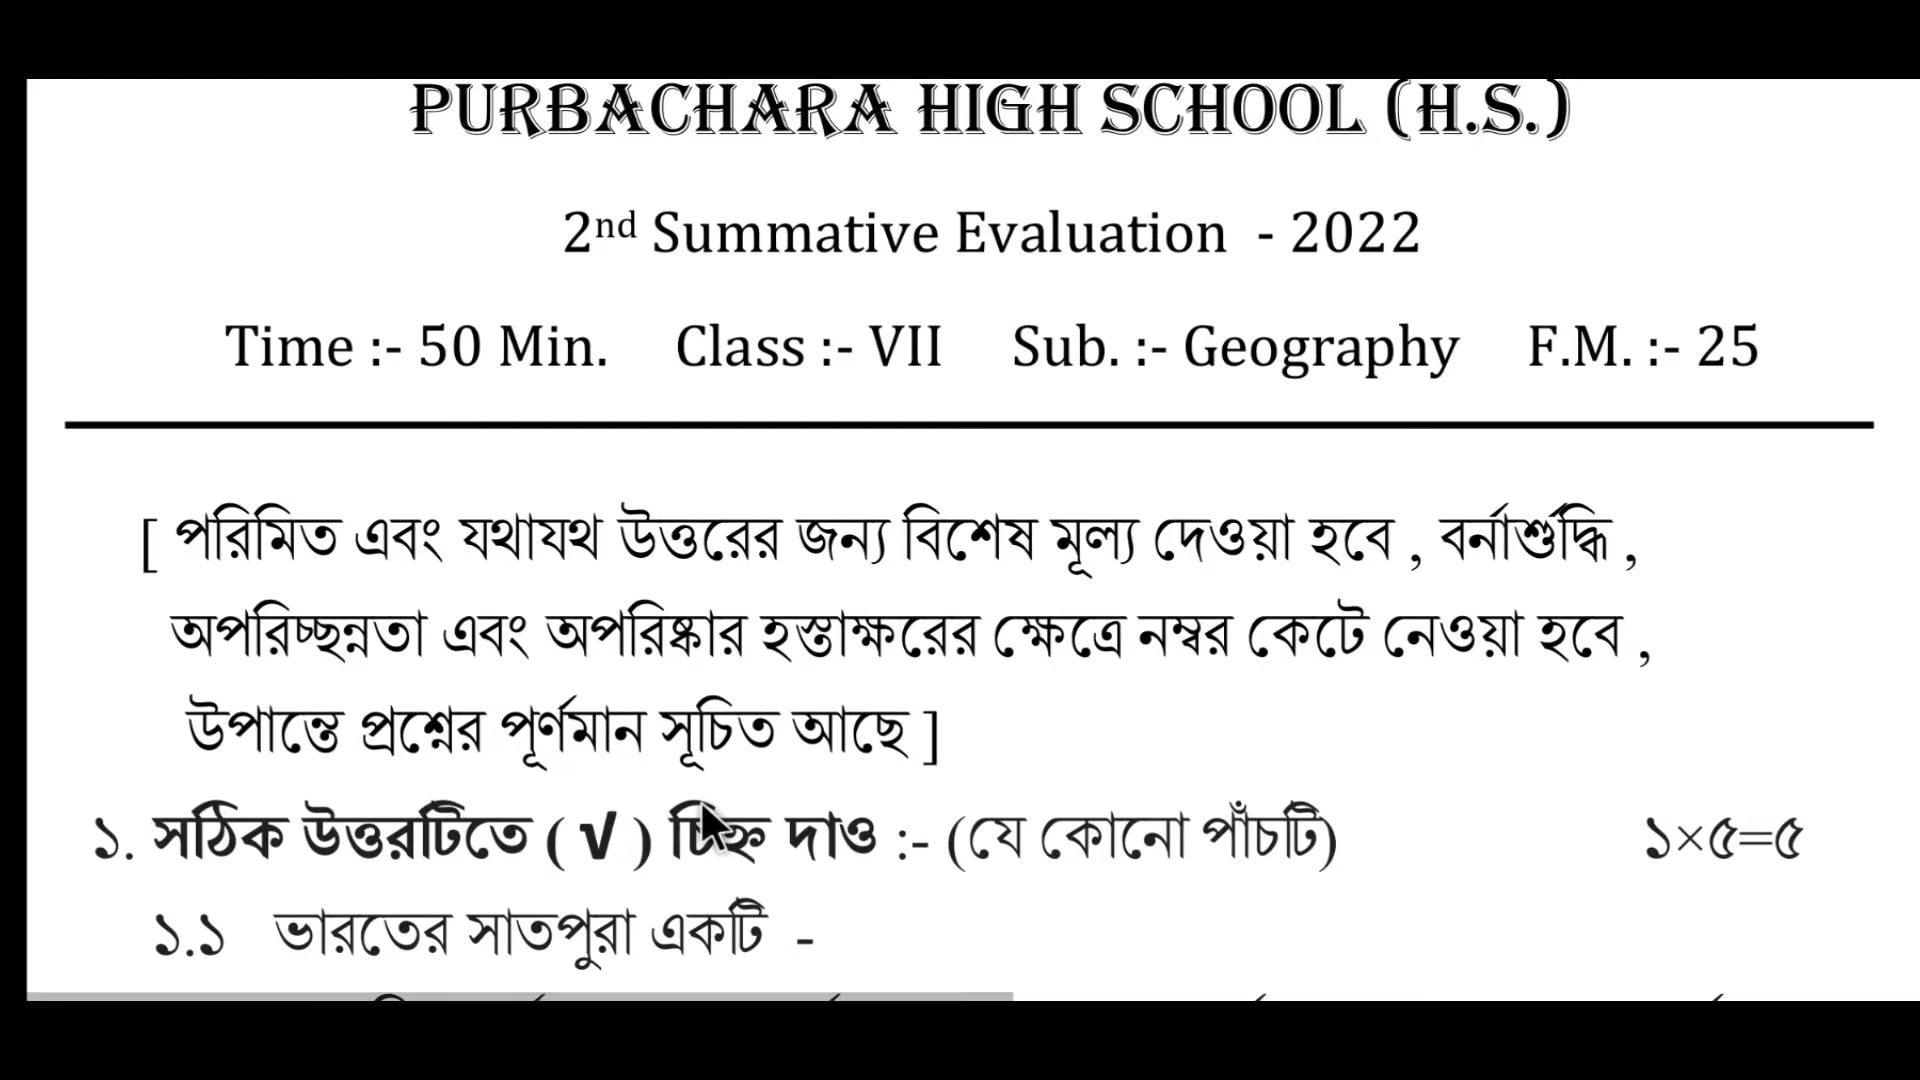 PURBACHARA HIGH SCHOOL (H.S.)
2nd Summative Evaluation - 2022
Time :- 50 Min. Class :- VII Sub. :- Geography F.M. :- 25
[ পরিমিত এবং যথাযথ উত্তরের জন্য বিশেষ মূল্য দেওয়া হবে , বর্নাশুদ্ধি ,
অপরিচ্ছন্নতা এবং অপরিষ্কার হস্তাক্ষরের ক্ষেত্রে নম্বর কেটে নেওয়া হবে ,
উপান্তে প্রশ্নের পূর্ণমান সূচিত আছে ]
১. সঠিক উত্তরটিতে ( √ ) চিহ্ন দাও :- (যে কোনো পাঁচটি) ১×৫=৫
১.১ ভারতের সাতপুরা একটি -